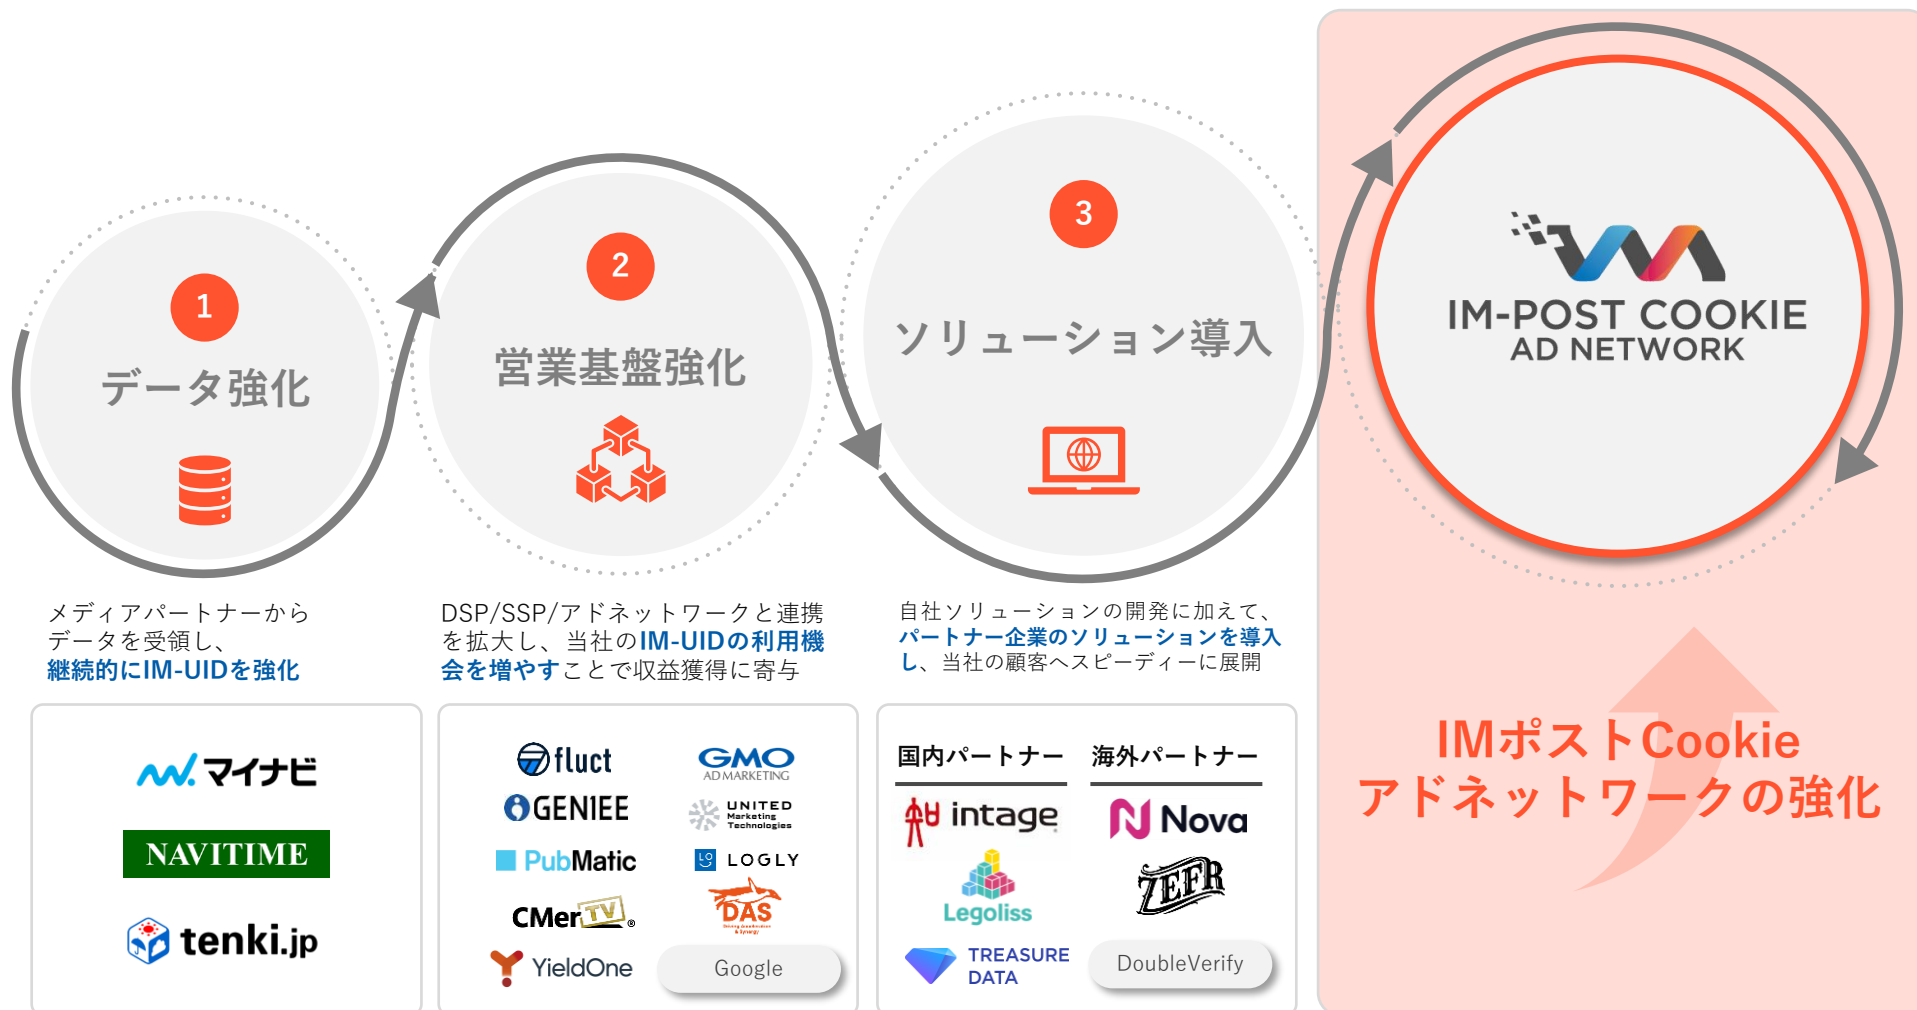 1
データ強化
メディアパートナーから
データを受領し、
継続的にIM-UIDを強化
マイナビ
NAVITIME
tenki.jp
2
営業基盤強化
DSP/SSP/アドネットワークと連携
を拡大し、当社のIM-UIDの利用機
会を増やすことで収益獲得に寄与
fluct
GMO
AD MARKETING
GENIEE
UNITED
Marketing
Technologies
PubMatic
LOGLY
CMerTV®
DAS
YieldOne
Google
3
ソリューション導入
自社ソリューションの開発に加えて、
パートナー企業のソリューションを導入
し、当社の顧客へスピーディーに展開
国内パートナー
intage
Legoliss
TREASURE
DATA
海外パートナー
Nova
ZEFR
DoubleVerify
IM-POST COOKIE
AD NETWORK
IMポストCookie
アドネットワークの強化